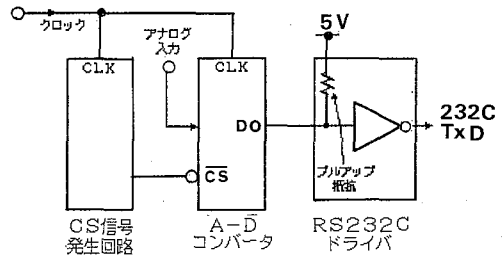 クロック
アナログ
入力
5V
CLK
CLK
DO
232C
TxD
プルアップ
抵抗
CS
CS信号
発生回路
A-D
コンバータ
RS232C
ドライバ